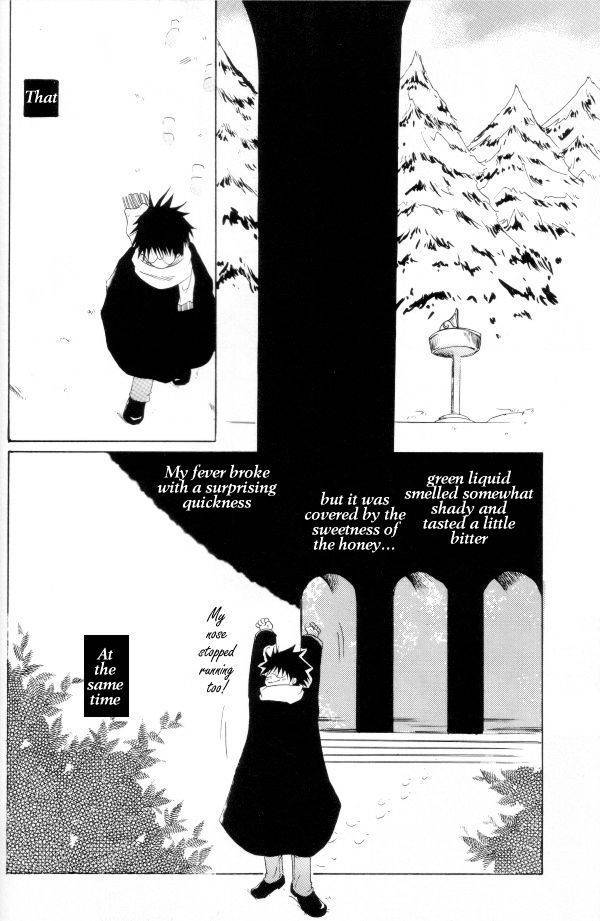 That
green liquid
smelled somewhat
shady and
tasted a little
bitter
but it was
covered by the
sweetness of
the honey...
My fever broke
with a surprising
quickness
My
nose
stopped
running
too!
At
the
same
time